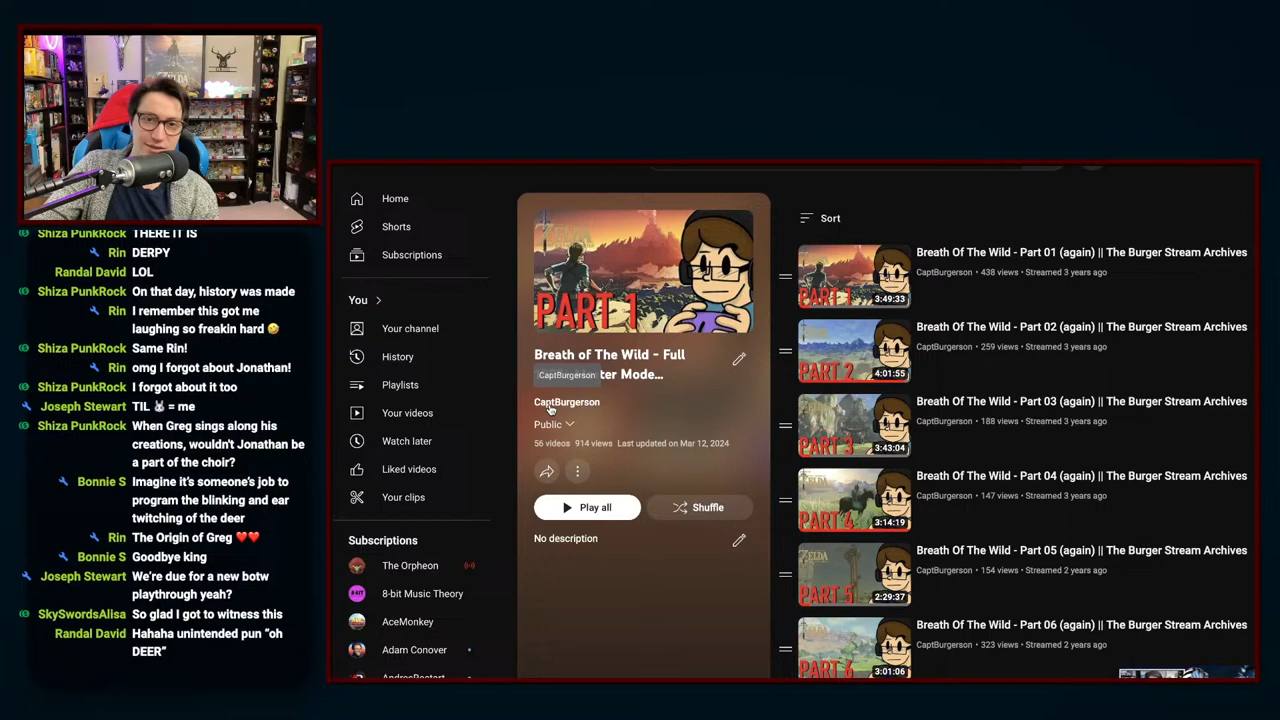 Shiza PunkRock THERE IT IS
Rin DERPY
Randal David LOL
Shiza PunkRock On that day, history was made
Rin I remember this got me
laughing so freakin hard 🤣
Shiza PunkRock Same Rin!
Rin omg I forgot about Jonathan!
Shiza PunkRock I forgot about it too
Joseph Stewart TIL 🐰 = me
Shiza PunkRock When Greg sings along his
creations, wouldn't Jonathan be
a part of the choir?
Bonnie S Imagine it's someone's job to
program the blinking and ear
twitching of the deer
Rin The Origin of Greg ❤️❤️
Bonnie S Goodbye king
Joseph Stewart We're due for a new botw
playthrough yeah?
SkySwordsAlisa So glad I got to witness this
Randal David Hahaha unintended pun "oh
DEER"
Home
Shorts
Subscriptions
You >
Your channel
History
Playlists
Your videos
Watch later
Liked videos
Your clips
Subscriptions
The Orpheon
8-bit Music Theory
AceMonkey
Adam Conover
ZELDA
PART 1
Breath of The Wild - Full
ter Mode...
CaptBurgerson
CaptBurgerson
Public
56 videos 914 views Last updated on Mar 12, 2024
Play all
Shuffle
No description
Sort
PART 1
3:49:33
Breath Of The Wild - Part 01 (again) || The Burger Stream Archives
CaptBurgerson • 438 views • Streamed 3 years ago
PART 2
4:01:55
Breath Of The Wild - Part 02 (again) || The Burger Stream Archives
CaptBurgerson • 259 views • Streamed 3 years ago
PART 3
3:43:04
Breath Of The Wild - Part 03 (again) || The Burger Stream Archives
CaptBurgerson • 188 views • Streamed 3 years ago
PART 4
3:14:19
Breath Of The Wild - Part 04 (again) || The Burger Stream Archives
CaptBurgerson • 147 views • Streamed 3 years ago
ZELDA
PART 5
2:29:37
Breath Of The Wild - Part 05 (again) || The Burger Stream Archives
CaptBurgerson • 154 views • Streamed 2 years ago
PART 6
3:01:06
Breath Of The Wild - Part 06 (again) || The Burger Stream Archives
CaptBurgerson • 323 views • Streamed 2 years ago